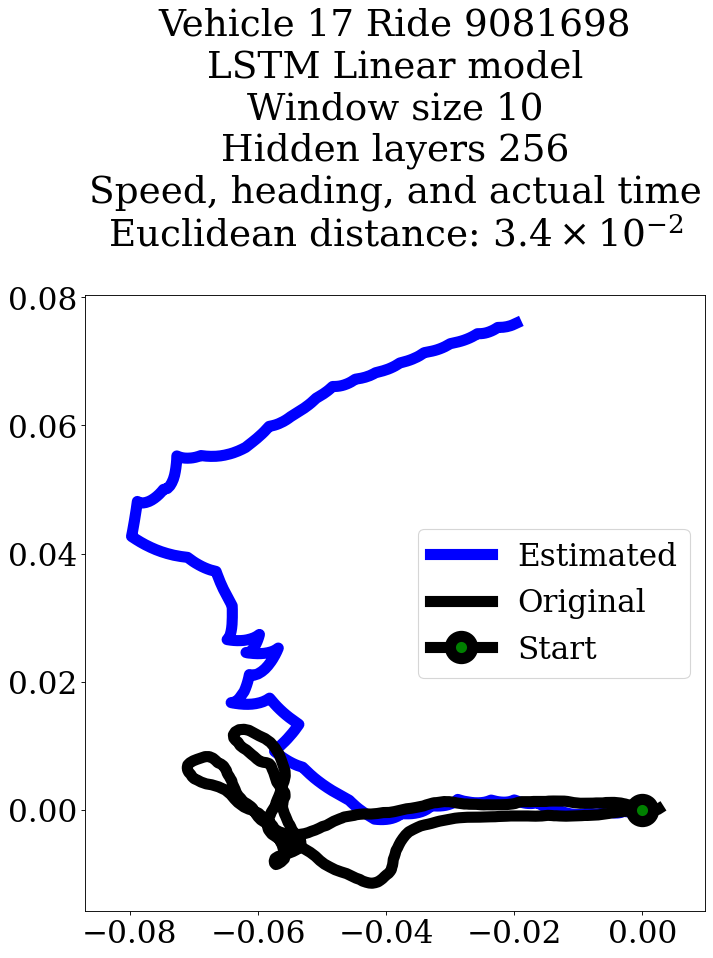 Vehicle 17 Ride 9081698
LSTM Linear model
Window size 10
Hidden layers 256
Speed, heading, and actual time
Euclidean distance: 3.4 × 10⁻²
0.08
0.06
0.04
0.02
0.00
Estimated
Original
Start
−0.08
−0.06
−0.04
−0.02
0.00